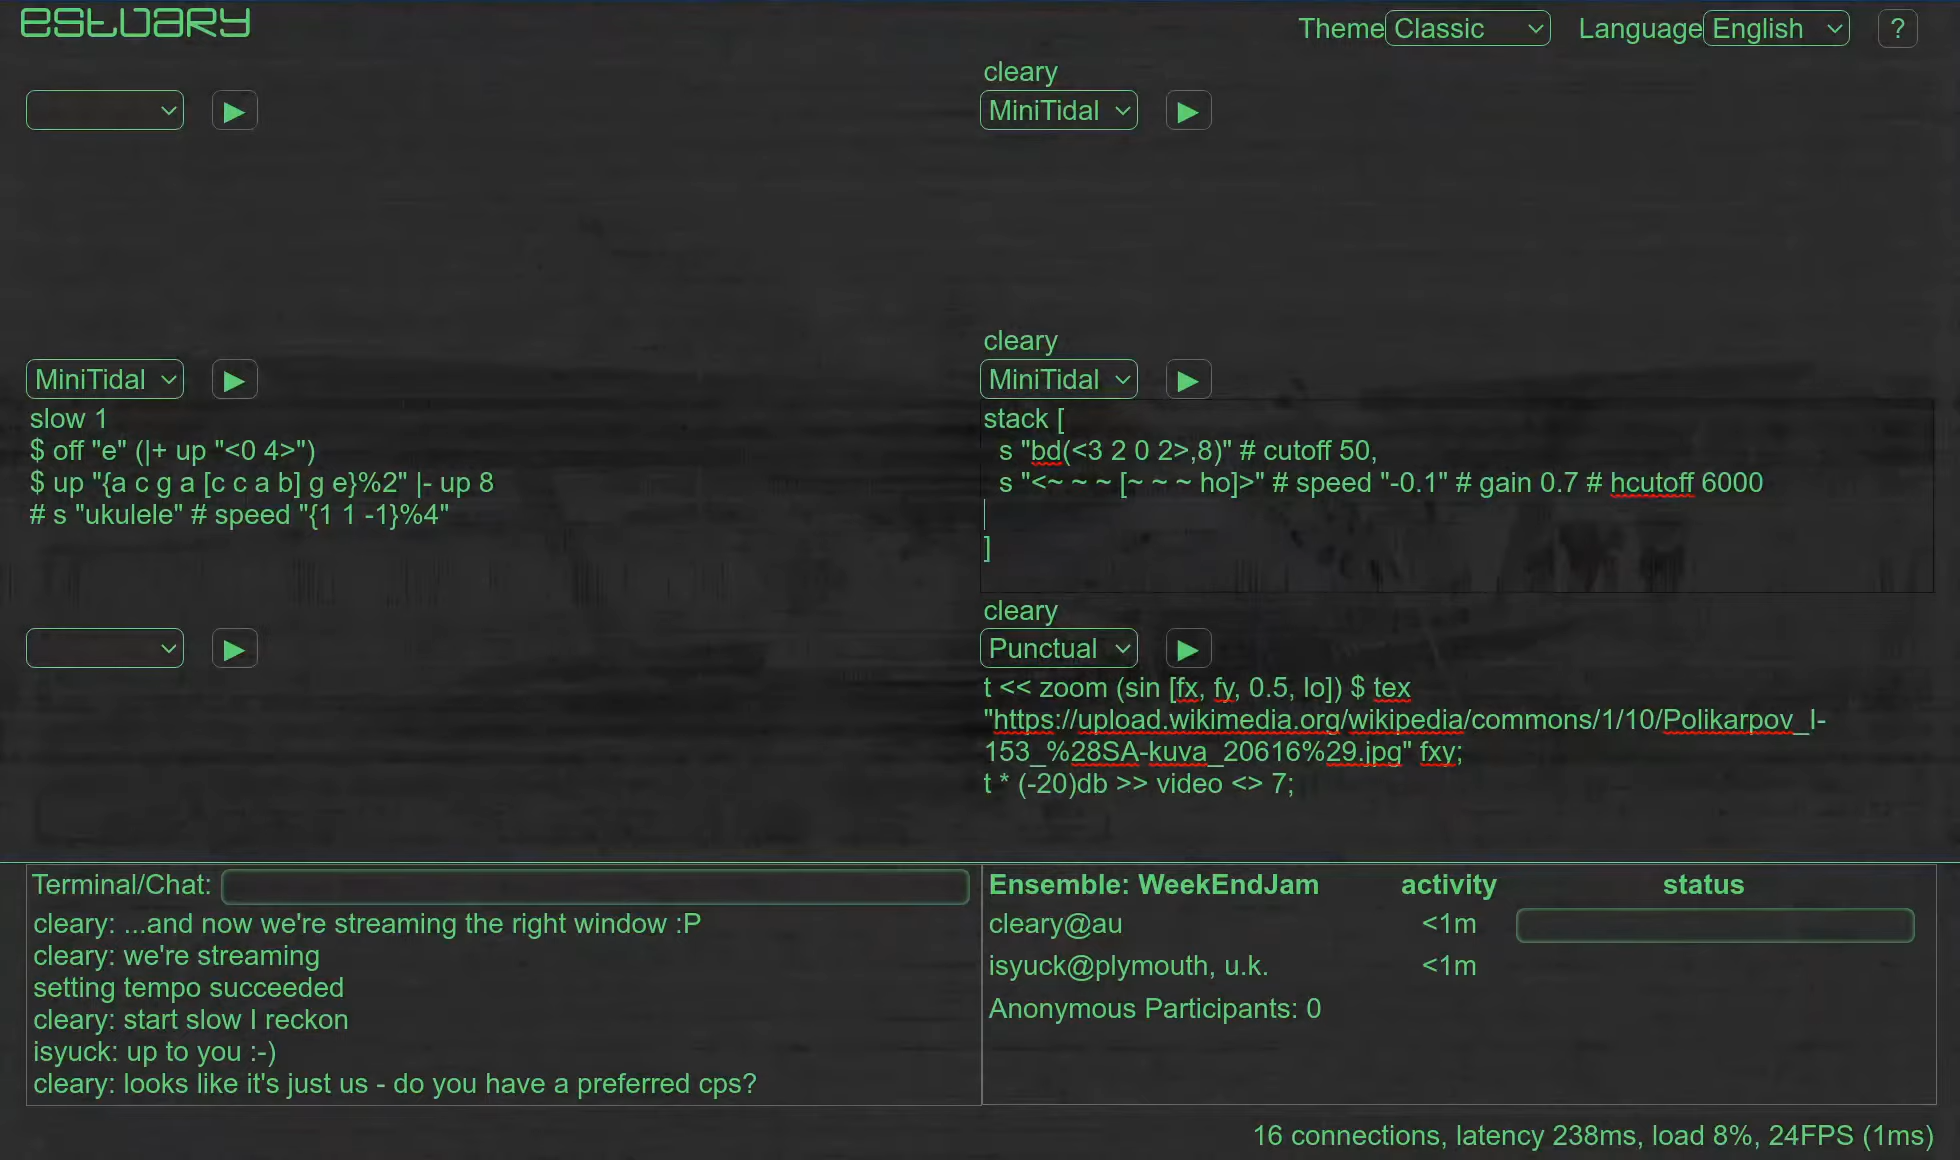 estuary
Theme Classic Language English ?
cleary
MiniTidal
MiniTidal
slow 1
$ off "e" (|+ up "<0 4>")
$ up "{a c g a [c c a b] g e}%2" |- up 8
# s "ukulele" # speed "{1 1 -1}%4"
cleary
MiniTidal
stack [
s "bd(<3 2 0 2>,8)" # cutoff 50,
s "<~ ~ ~ [~ ~ ~ ho]>" # speed "-0.1" # gain 0.7 # hcutoff 6000
]
cleary
Punctual
t << zoom (sin [fx, fy, 0.5, lo]) $ tex
"https://upload.wikimedia.org/wikipedia/commons/1/10/Polikarpov_I-
153_%28SA-kuva_20616%29.jpg" fxy;
t * (-20)db >> video <> 7;
Terminal/Chat:
cleary: ...and now we're streaming the right window :P
cleary: we're streaming
setting tempo succeeded
cleary: start slow I reckon
isyuck: up to you :-)
cleary: looks like it's just us - do you have a preferred cps?
Ensemble: WeekEndJam activity status
cleary@au <1m
isyuck@plymouth, u.k. <1m
Anonymous Participants: 0
16 connections, latency 238ms, load 8%, 24FPS (1ms)